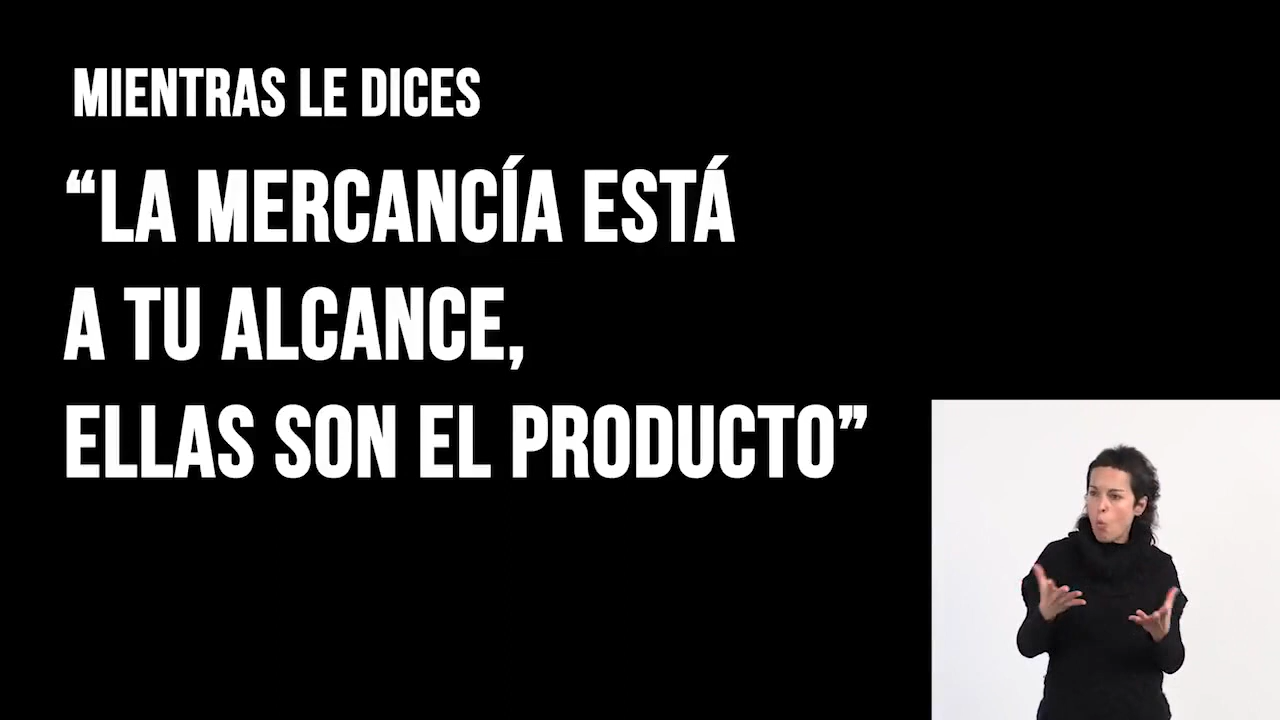 MIENTRAS LE DICES
“LA MERCANCÍA ESTÁ
A TU ALCANCE,
ELLAS SON EL PRODUCTO”